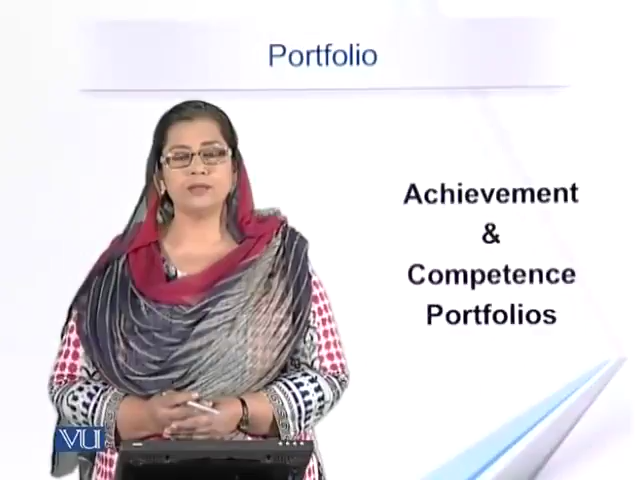 Portfolio
Achievement
&
Competence
Portfolios
VU